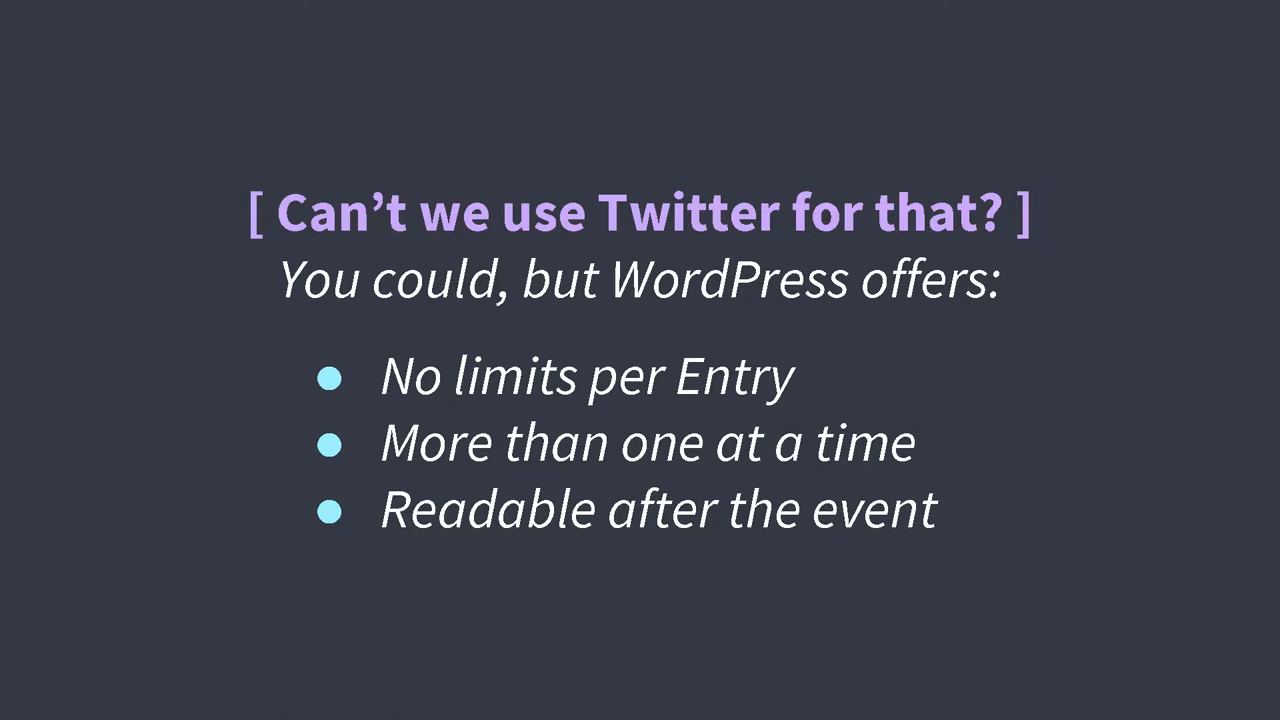 [ Can’t we use Twitter for that? ]
You could, but WordPress offers:
● No limits per Entry
● More than one at a time
● Readable after the event